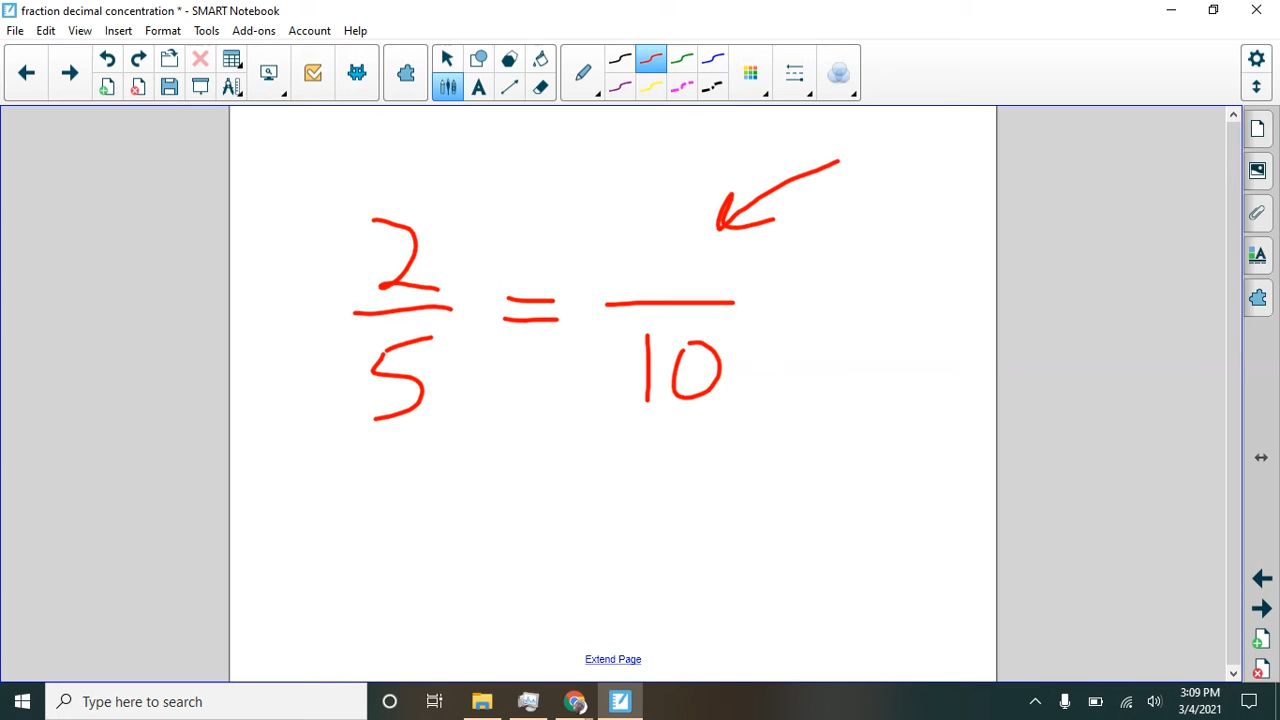 fraction decimal concentration * - SMART Notebook
File Edit View Insert Format Tools Add-ons Account Help
2
5
=
10
Extend Page
Type here to search
3:09 PM
3/4/2021